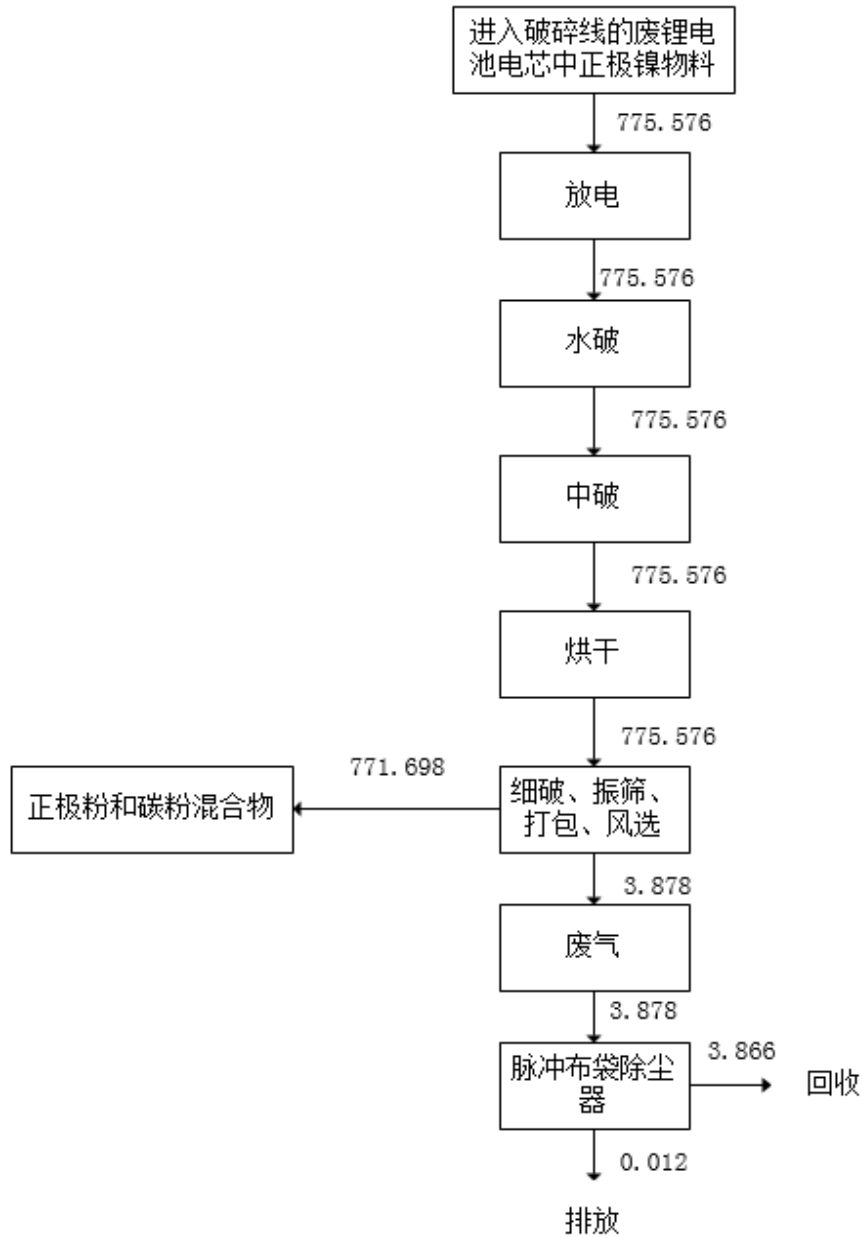 进入破碎线的废锂电
池电芯中正极镍物料
775.576
放电
775.576
水破
775.576
中破
775.576
烘干
775.576
771.698
正极粉和碳粉混合物
细破、振筛、
打包、风选
3.878
废气
3.878
脉冲布袋除尘
器
3.866
回收
0.012
排放